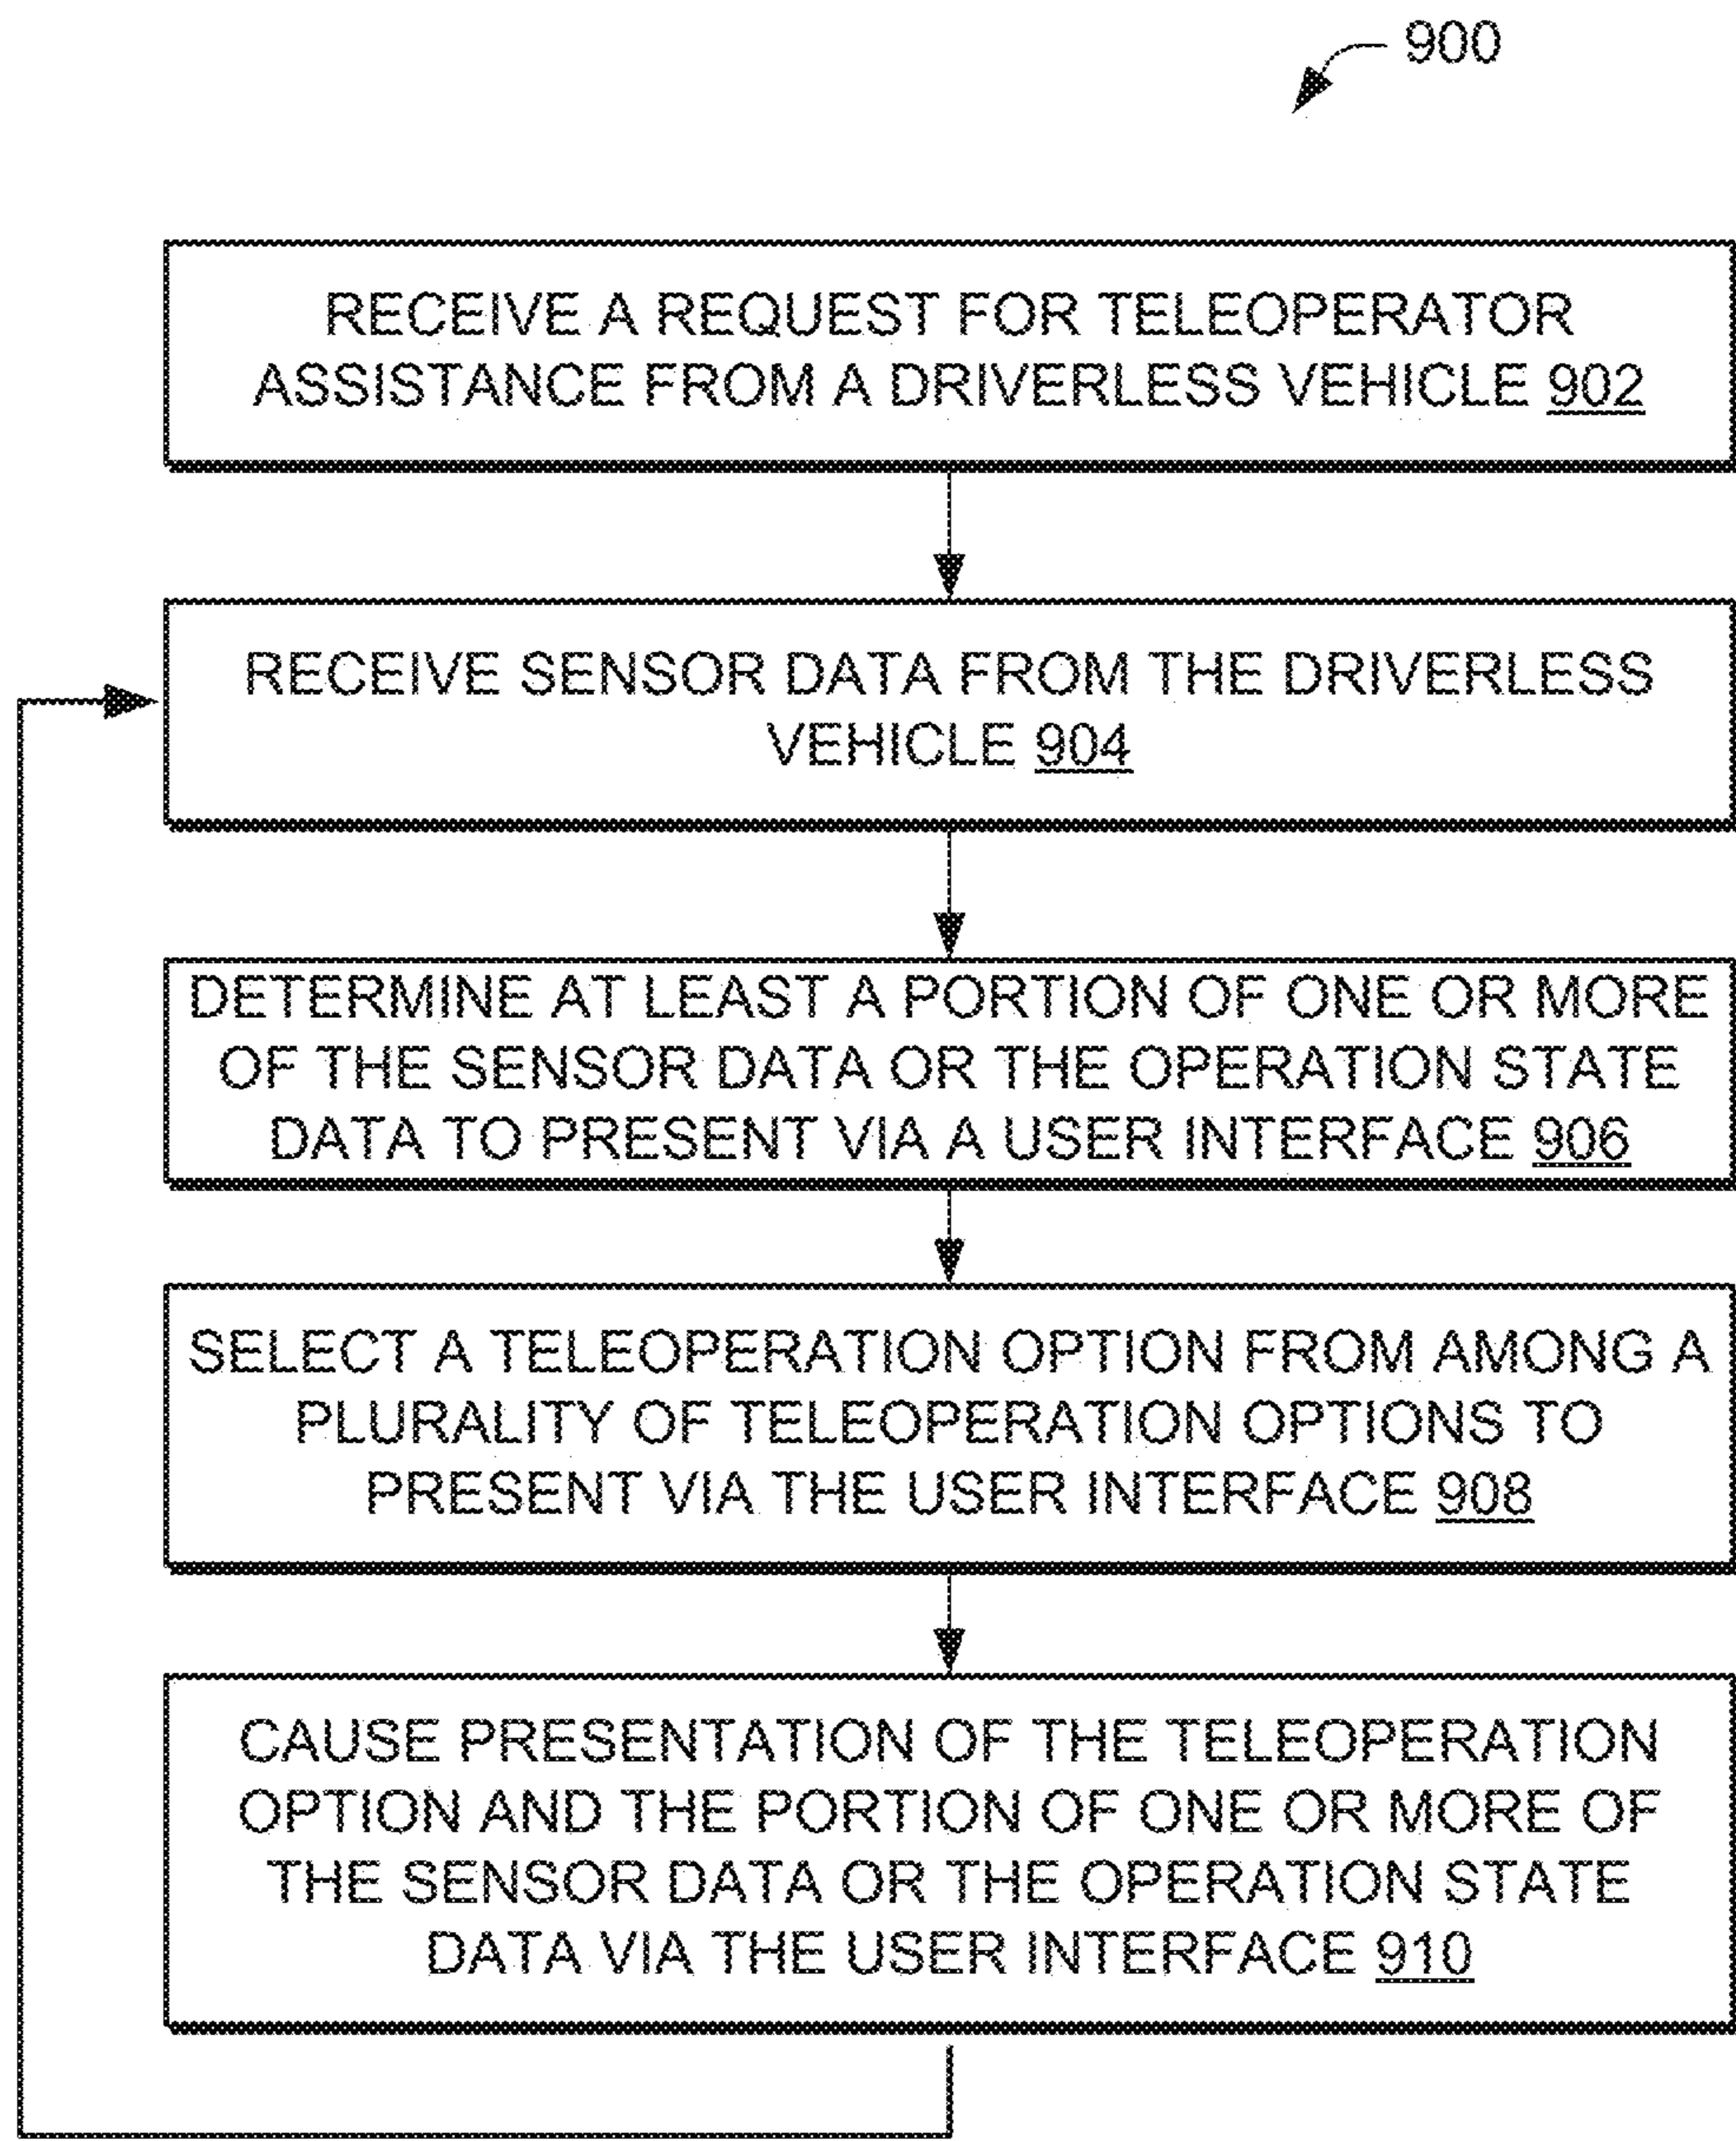 900
RECEIVE A REQUEST FOR TELEOPERATOR
ASSISTANCE FROM A DRIVERLESS VEHICLE 902
RECEIVE SENSOR DATA FROM THE DRIVERLESS
VEHICLE 904
DETERMINE AT LEAST A PORTION OF ONE OR MORE
OF THE SENSOR DATA OR THE OPERATION STATE
DATA TO PRESENT VIA A USER INTERFACE 906
SELECT A TELEOPERATION OPTION FROM AMONG A
PLURALITY OF TELEOPERATION OPTIONS TO
PRESENT VIA THE USER INTERFACE 908
CAUSE PRESENTATION OF THE TELEOPERATION
OPTION AND THE PORTION OF ONE OR MORE OF
THE SENSOR DATA OR THE OPERATION STATE
DATA VIA THE USER INTERFACE 910